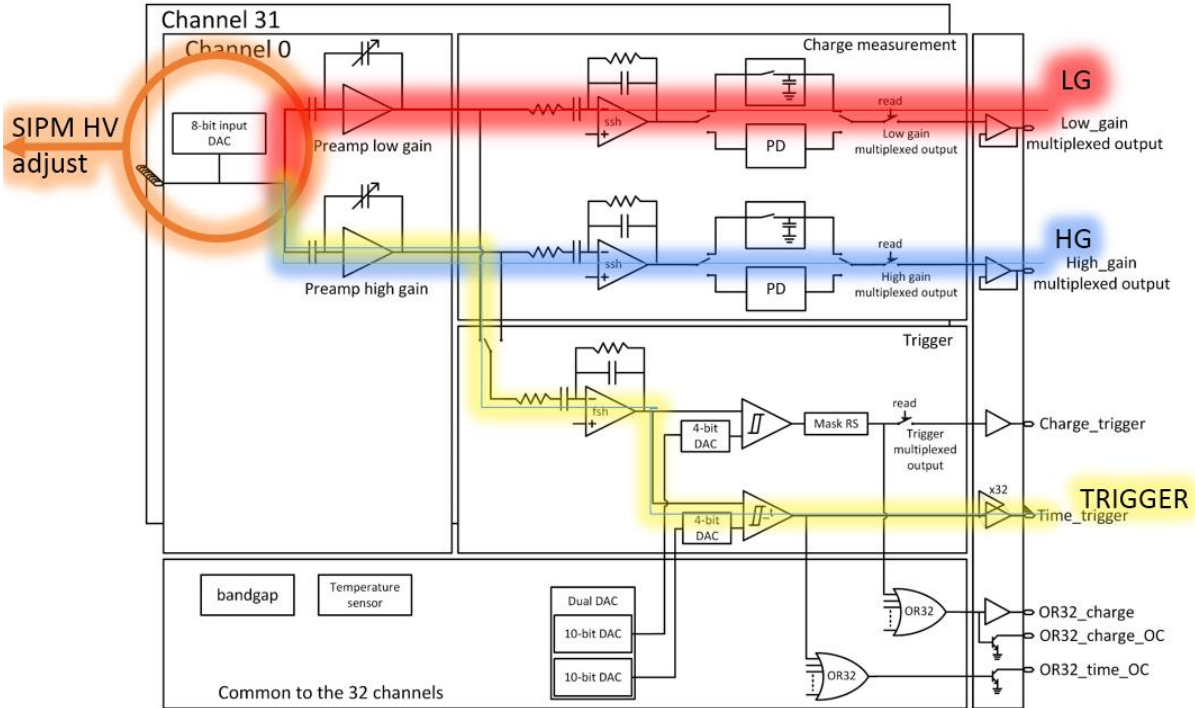 Channel 31
Channel 0
Charge measurement
LG
SIPM HV
adjust
8-bit input
DAC
Preamp low gain
ssh
PD
read
Low gain
multiplexed output
Low_gain
multiplexed output
HG
Preamp high gain
ssh
PD
read
High gain
multiplexed output
High_gain
multiplexed output
Trigger
fsh
4-bit
DAC
Mask RS
read
Trigger
multiplexed
output
Charge_trigger
4-bit
DAC
x32
TRIGGER
Time_trigger
bandgap
Temperature
sensor
Dual DAC
10-bit DAC
10-bit DAC
OR32
OR32
OR32_charge
OR32_charge_OC
OR32_time_OC
Common to the 32 channels